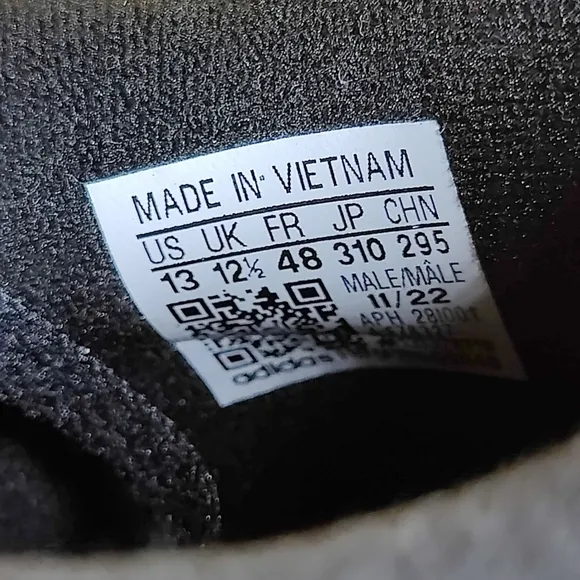 MADE IN VIETNAM
US UK FR JP CHN
13 12½ 48 310 295
MALE/MÂLE
11/22
APH 28I001
adidas